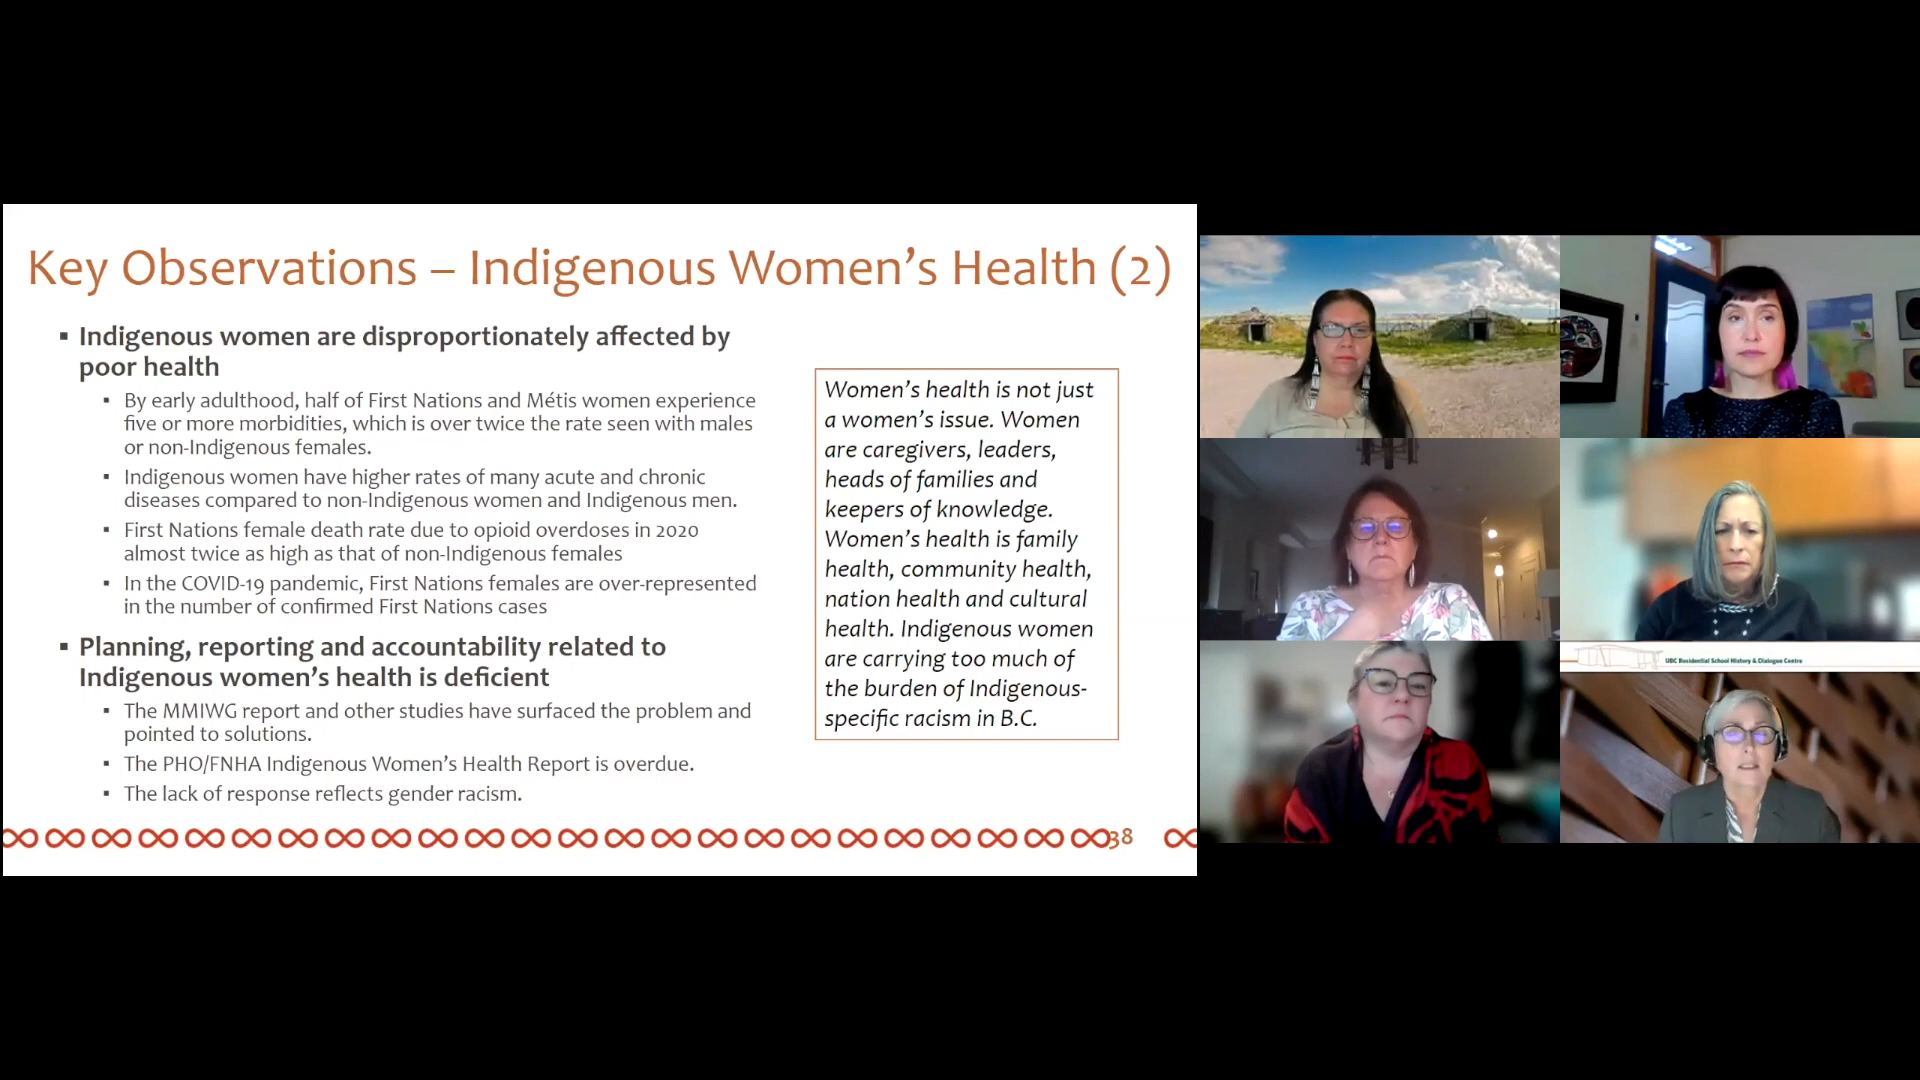 Key Observations – Indigenous Women’s Health (2)
▪ Indigenous women are disproportionately affected by
poor health
▪ By early adulthood, half of First Nations and Métis women experience
five or more morbidities, which is over twice the rate seen with males
or non-Indigenous females.
▪ Indigenous women have higher rates of many acute and chronic
diseases compared to non-Indigenous women and Indigenous men.
▪ First Nations female death rate due to opioid overdoses in 2020
almost twice as high as that of non-Indigenous females
▪ In the COVID-19 pandemic, First Nations females are over-represented
in the number of confirmed First Nations cases
▪ Planning, reporting and accountability related to
Indigenous women’s health is deficient
▪ The MMIWG report and other studies have surfaced the problem and
pointed to solutions.
▪ The PHO/FNHA Indigenous Women’s Health Report is overdue.
▪ The lack of response reflects gender racism.
Women’s health is not just
a women’s issue. Women
are caregivers, leaders,
heads of families and
keepers of knowledge.
Women’s health is family
health, community health,
nation health and cultural
health. Indigenous women
are carrying too much of
the burden of Indigenous-
specific racism in B.C.
38
UBC Residential School History & Dialogue Centre